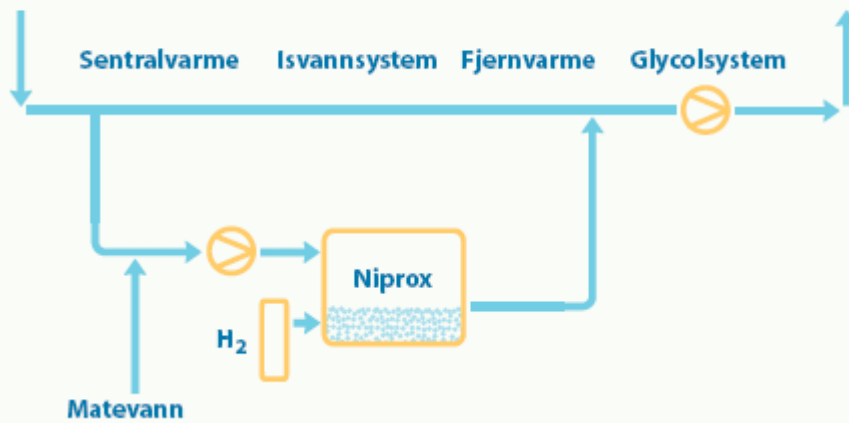 Sentralvarme Isvannsystem Fjernvarme Glycolsystem
Niprox
H₂
Matevann